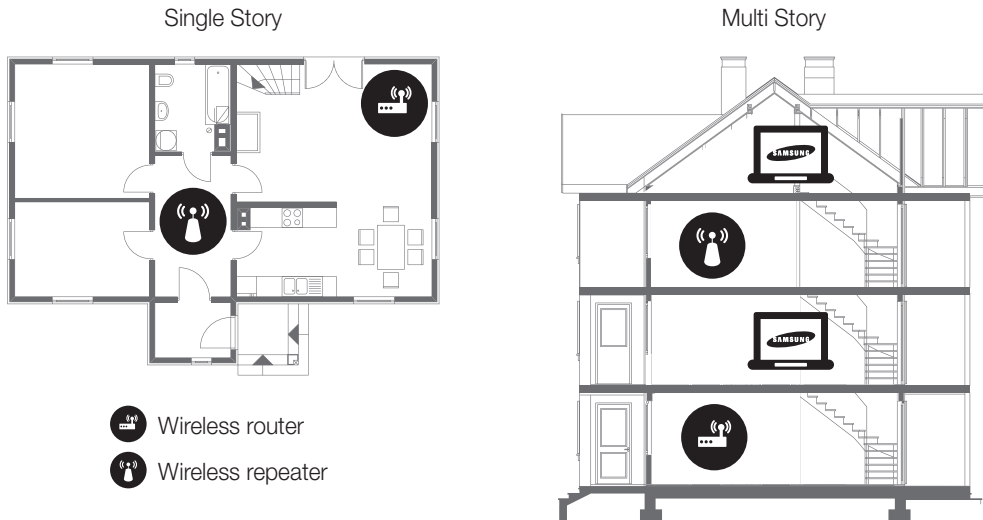 Single Story
Multi Story
SAMSUNG
SAMSUNG
Wireless router
Wireless repeater